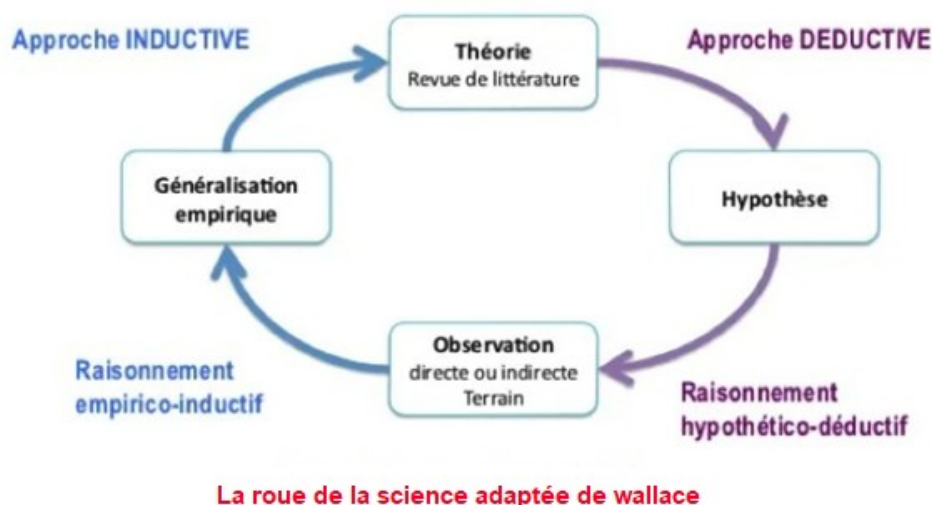 Approche INDUCTIVE
Théorie
Revue de littérature
Approche DEDUCTIVE
Généralisation
empirique
Hypothèse
Observation
directe ou indirecte
Terrain
Raisonnement
empirico-inductif
Raisonnement
hypothético-déductif
La roue de la science adaptée de wallace